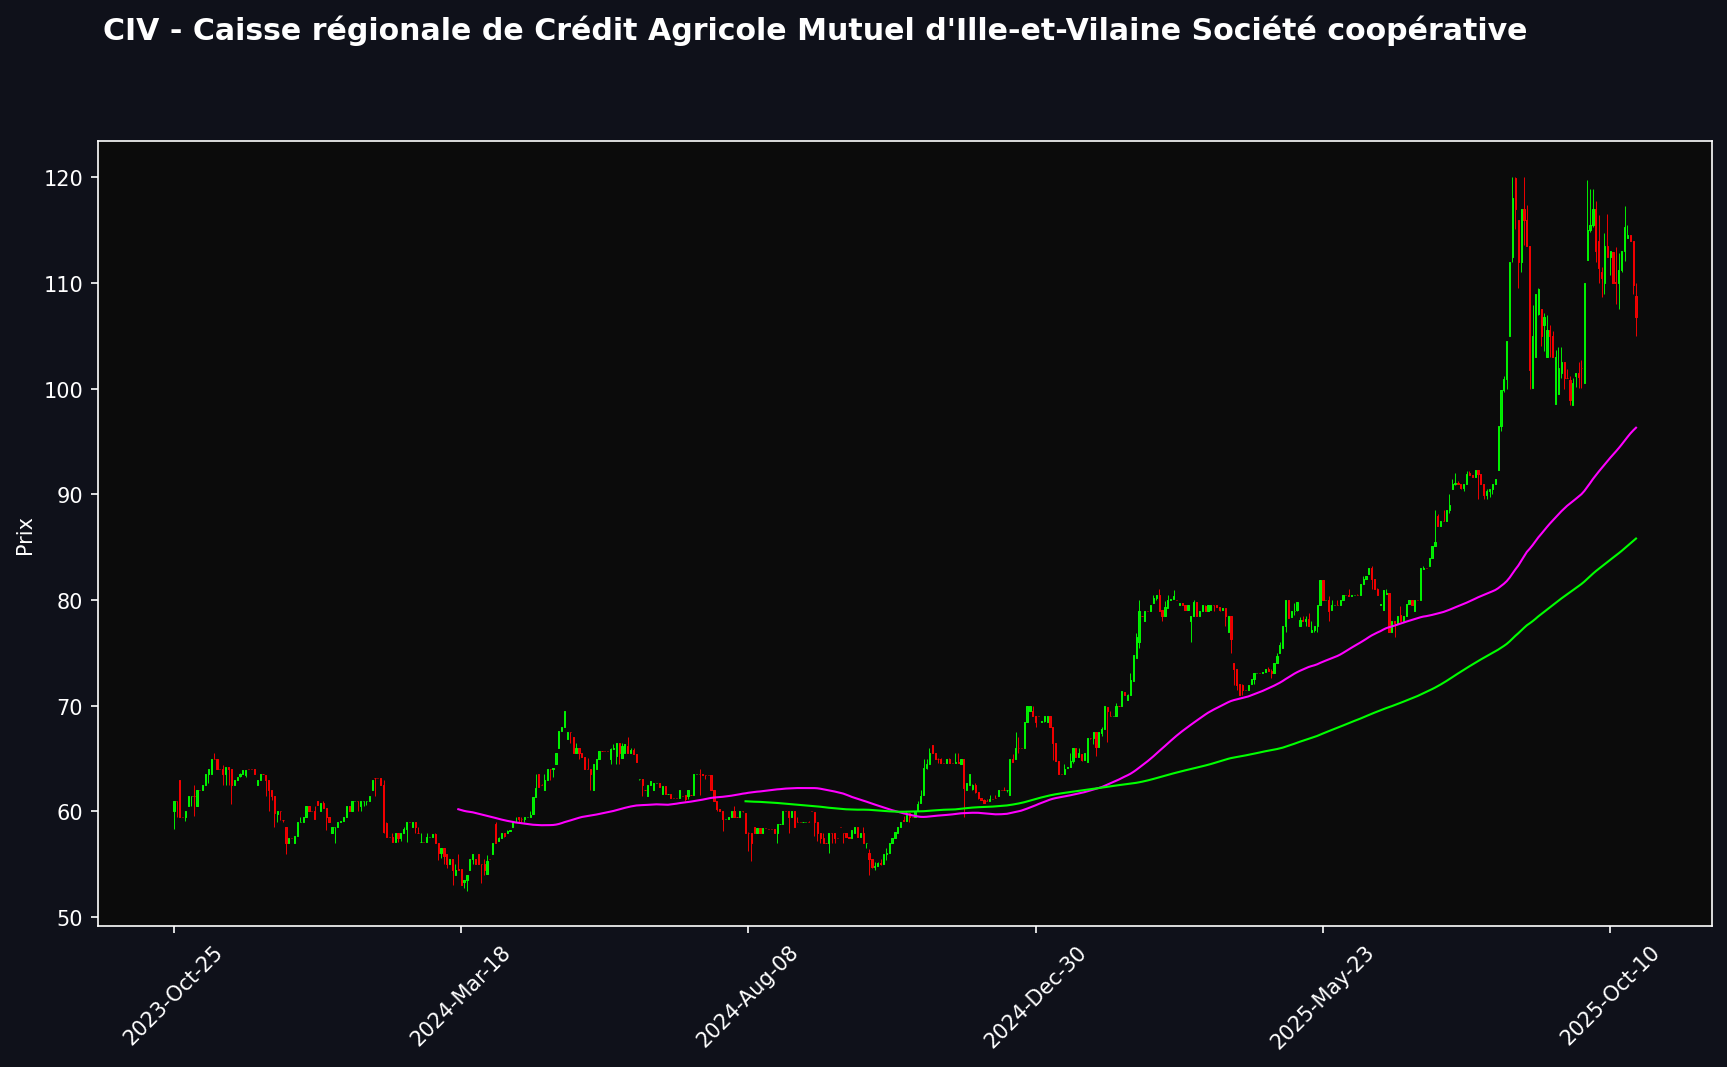 CIV - Caisse régionale de Crédit Agricole Mutuel d'Ille-et-Vilaine Société coopérative
Prix
120
110
100
90
80
70
60
50
2023-Oct-25
2024-Mar-18
2024-Aug-08
2024-Dec-30
2025-May-23
2025-Oct-10